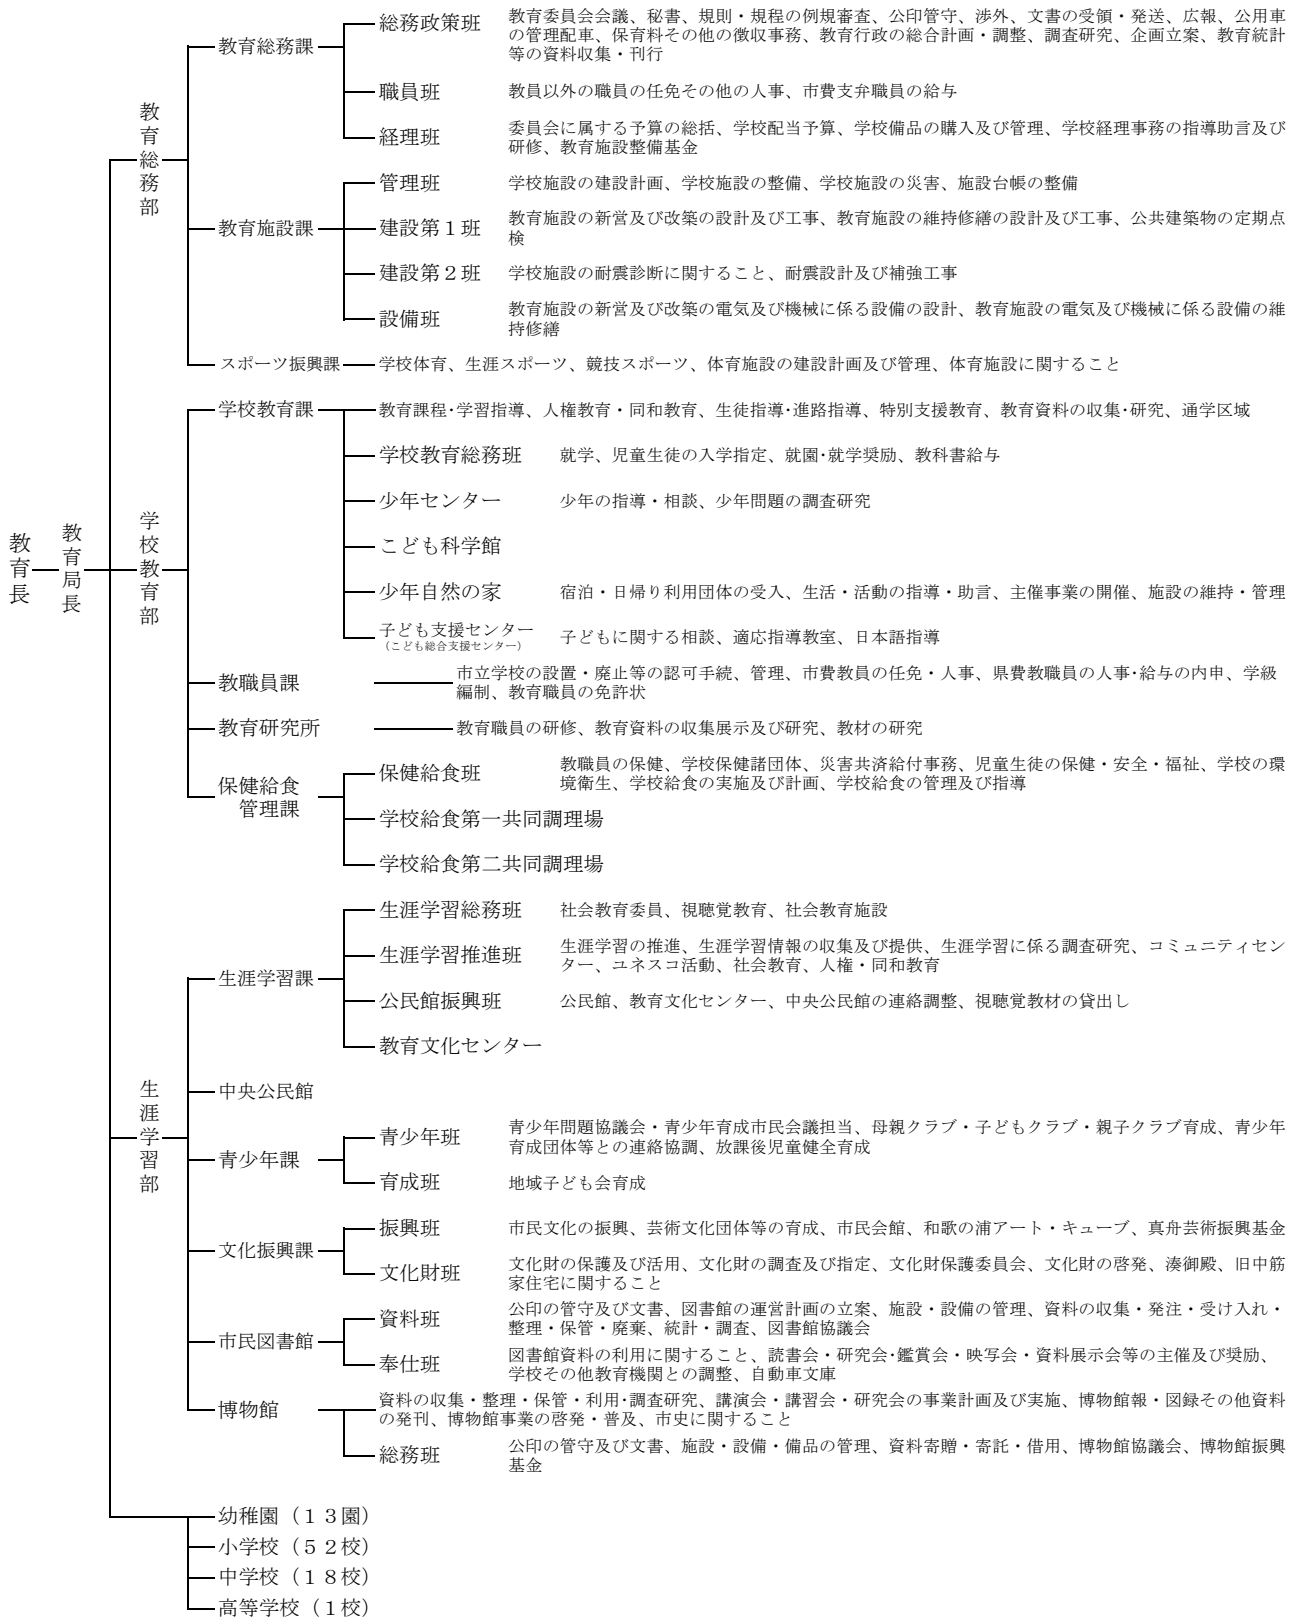 教育長
教育局長
教育総務部
教育総務課
総務政策班
教育委員会会議、秘書、規則・規程の例規審査、公印管守、渉外、文書の受領・発送、広報、公用車
の管理配車、保育料その他の徴収事務、教育行政の総合計画・調整、調査研究、企画立案、教育統計
等の資料収集・刊行
職員班
教員以外の職員の任免その他の人事、市費支弁職員の給与
経理班
委員会に属する予算の総括、学校配当予算、学校備品の購入及び管理、学校経理事務の指導助言及び
研修、教育施設整備基金
教育施設課
管理班
学校施設の建設計画、学校施設の整備、学校施設の災害、施設台帳の整備
建設第１班
教育施設の新営及び改築の設計及び工事、教育施設の維持修繕の設計及び工事、公共建築物の定期点
検
建設第２班
学校施設の耐震診断に関すること、耐震設計及び補強工事
設備班
教育施設の新営及び改築の電気及び機械に係る設備の設計、教育施設の電気及び機械に係る設備の維
持修繕
スポーツ振興課
学校体育、生涯スポーツ、競技スポーツ、体育施設の建設計画及び管理、体育施設に関すること
学校教育部
学校教育課
教育課程･学習指導、人権教育・同和教育、生徒指導･進路指導、特別支援教育、教育資料の収集･研究、通学区域
学校教育総務班
就学、児童生徒の入学指定、就園･就学奨励、教科書給与
少年センター
少年の指導・相談、少年問題の調査研究
こども科学館
少年自然の家
宿泊・日帰り利用団体の受入、生活・活動の指導・助言、主催事業の開催、施設の維持・管理
子ども支援センター
（こども総合支援センター）
子どもに関する相談、適応指導教室、日本語指導
教職員課
市立学校の設置・廃止等の認可手続、管理、市費教員の任免・人事、県費教職員の人事･給与の内申、学級
編制、教育職員の免許状
教育研究所
教育職員の研修、教育資料の収集展示及び研究、教材の研究
保健給食
管理課
保健給食班
教職員の保健、学校保健諸団体、災害共済給付事務、児童生徒の保健・安全・福祉、学校の環
境衛生、学校給食の実施及び計画、学校給食の管理及び指導
学校給食第一共同調理場
学校給食第二共同調理場
生涯学習部
生涯学習課
生涯学習総務班
社会教育委員、視聴覚教育、社会教育施設
生涯学習推進班
生涯学習の推進、生涯学習情報の収集及び提供、生涯学習に係る調査研究、コミュニティセン
ター、ユネスコ活動、社会教育、人権・同和教育
公民館振興班
公民館、教育文化センター、中央公民館の連絡調整、視聴覚教材の貸出し
教育文化センター
中央公民館
青少年課
青少年班
青少年問題協議会・青少年育成市民会議担当、母親クラブ・子どもクラブ・親子クラブ育成、青少年
育成団体等との連絡協調、放課後児童健全育成
育成班
地域子ども会育成
文化振興課
振興班
市民文化の振興、芸術文化団体等の育成、市民会館、和歌の浦アート・キューブ、真舟芸術振興基金
文化財班
文化財の保護及び活用、文化財の調査及び指定、文化財保護委員会、文化財の啓発、湊御殿、旧中筋
家住宅に関すること
市民図書館
資料班
公印の管守及び文書、図書館の運営計画の立案、施設・設備の管理、資料の収集・発注・受け入れ・
整理・保管・廃棄、統計・調査、図書館協議会
奉仕班
図書館資料の利用に関すること、読書会・研究会･鑑賞会・映写会・資料展示会等の主催及び奨励、
学校その他教育機関との調整、自動車文庫
博物館
資料の収集・整理・保管・利用･調査研究、講演会・講習会・研究会の事業計画及び実施、博物館報・図録その他資料
の発刊、博物館事業の啓発・普及、市史に関すること
総務班
公印の管守及び文書、施設・設備・備品の管理、資料寄贈・寄託・借用、博物館協議会、博物館振興
基金
幼稚園（１３園）
小学校（５２校）
中学校（１８校）
高等学校（１校）